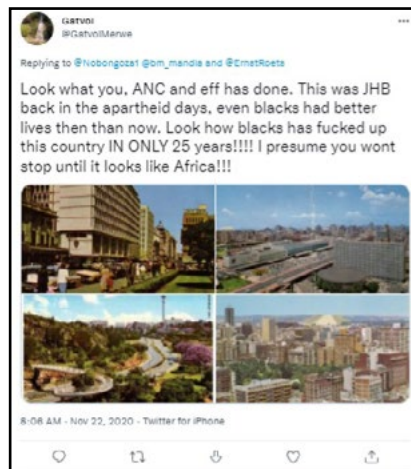 Gatvol
@GatvolMerwe
Replying to @Nobongoza1 @bm_mandla and @ErnstRoets
Look what you, ANC and eff has done. This was JHB
back in the apartheid days, even blacks had better
lives then than now. Look how blacks has fucked up
this country IN ONLY 25 years!!!! I presume you wont
stop until it looks like Africa!!!
8:06 AM - Nov 22, 2020 - Twitter for iPhone